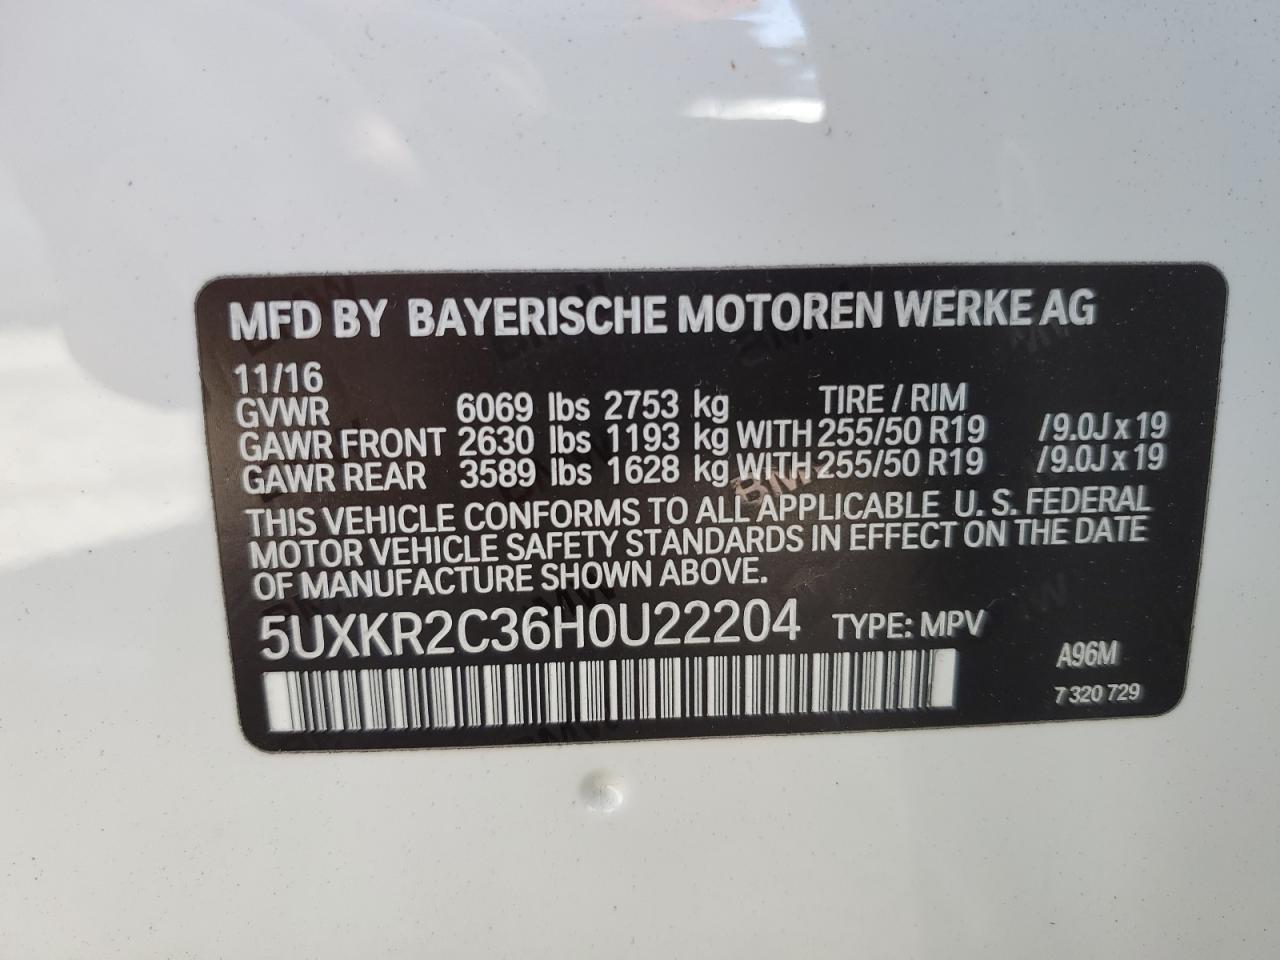 MFD BY BAYERISCHE MOTOREN WERKE AG
11/16
GVWR 6069 lbs 2753 kg TIRE / RIM
GAWR FRONT 2630 lbs 1193 kg WITH 255/50 R19 /9.0J x 19
GAWR REAR 3589 lbs 1628 kg WITH 255/50 R19 /9.0J x 19
THIS VEHICLE CONFORMS TO ALL APPLICABLE U. S. FEDERAL
MOTOR VEHICLE SAFETY STANDARDS IN EFFECT ON THE DATE
OF MANUFACTURE SHOWN ABOVE.
5UXKR2C36H0U22204 TYPE: MPV
A96M
7 320 729